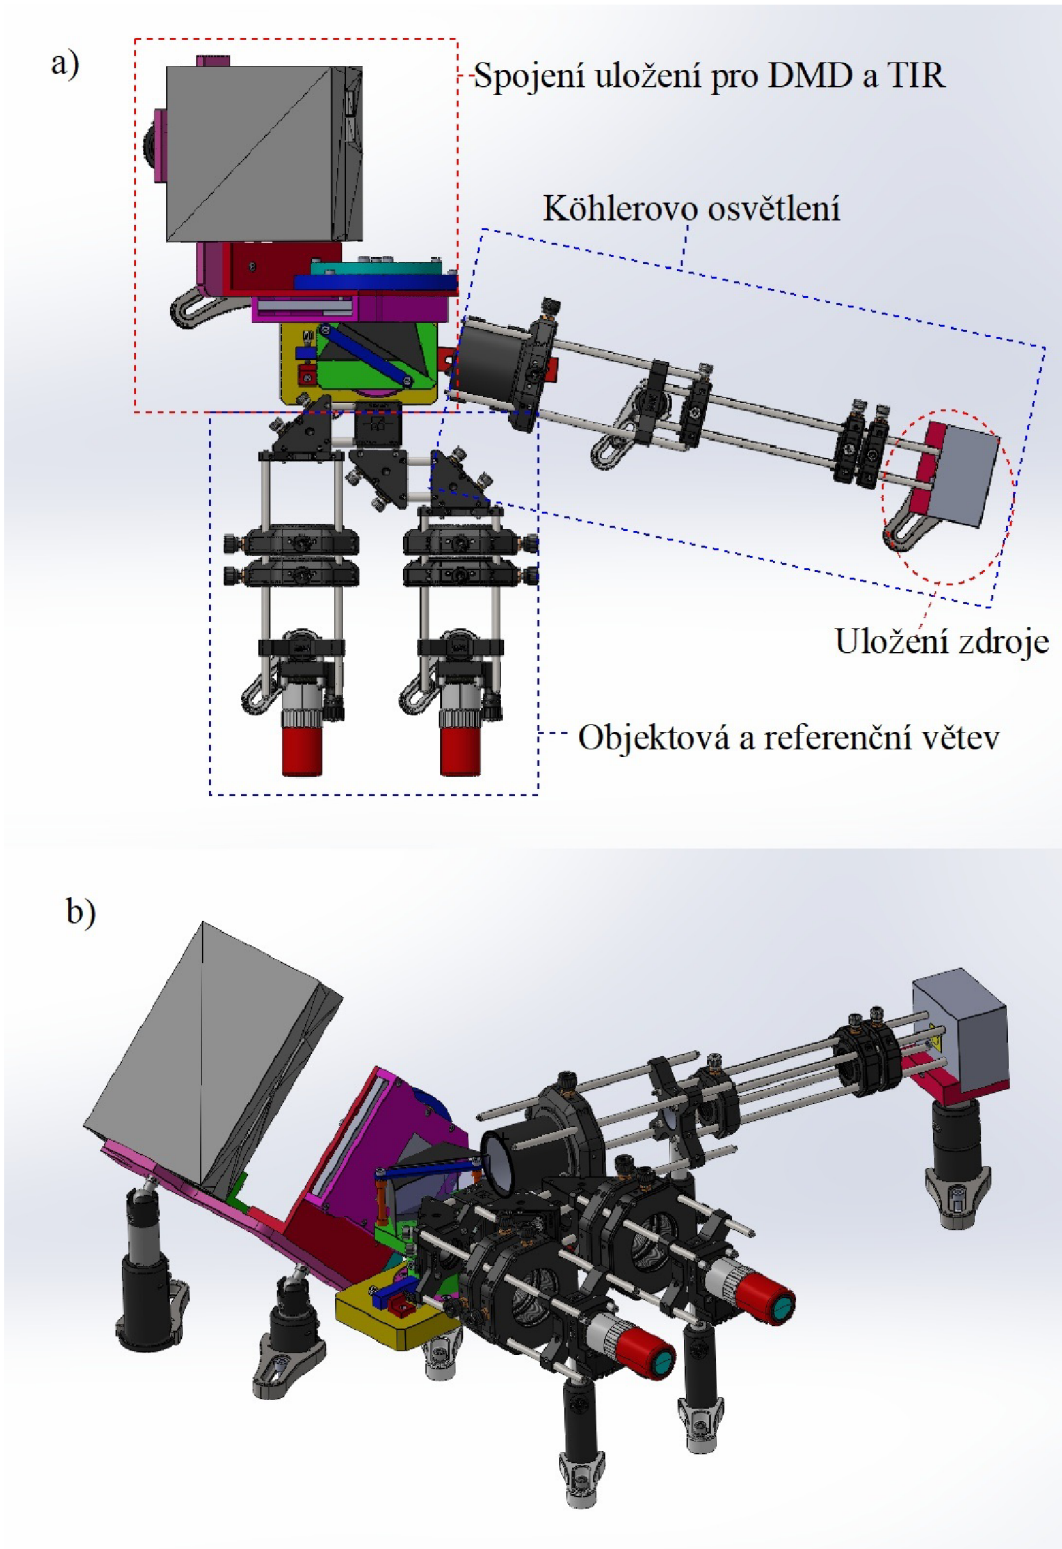 a)
Spojení uložení pro DMD a TIR
Köhlerovo osvětlení
Uložení zdroje
Objektová a referenční větev
b)